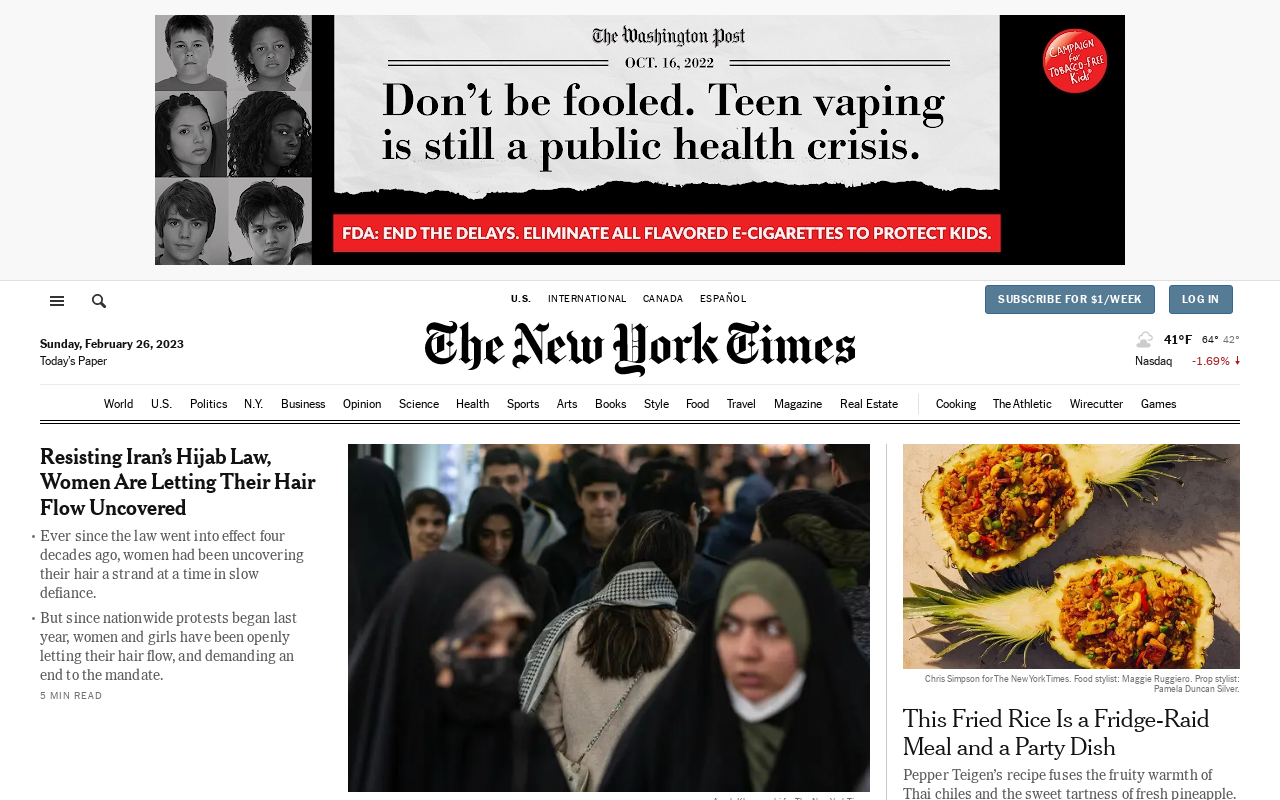 The Washington Post
OCT. 16, 2022
Don't be fooled. Teen vaping
is still a public health crisis.
CAMPAIGN
for
TOBACCO-FREE
Kids®
FDA: END THE DELAYS. ELIMINATE ALL FLAVORED E-CIGARETTES TO PROTECT KIDS.
U.S. INTERNATIONAL CANADA ESPAÑOL
SUBSCRIBE FOR $1/WEEK LOG IN
The New York Times
Sunday, February 26, 2023
Today's Paper
41°F 64° 42°
Nasdaq -1.69% ↓
World U.S. Politics N.Y. Business Opinion Science Health Sports Arts Books Style Food Travel Magazine Real Estate Cooking The Athletic Wirecutter Games
Resisting Iran's Hijab Law,
Women Are Letting Their Hair
Flow Uncovered
• Ever since the law went into effect four
decades ago, women had been uncovering
their hair a strand at a time in slow
defiance.
• But since nationwide protests began last
year, women and girls have been openly
letting their hair flow, and demanding an
end to the mandate.
5 MIN READ
Chris Simpson for The New York Times. Food stylist: Maggie Ruggiero. Prop stylist:
Pamela Duncan Silver.
This Fried Rice Is a Fridge-Raid
Meal and a Party Dish
Pepper Teigen's recipe fuses the fruity warmth of
Thai chiles and the sweet tartness of fresh pineapple.